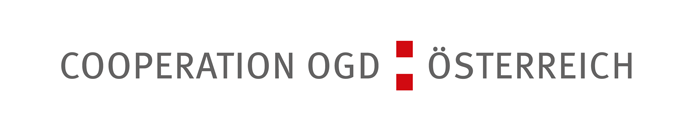 COOPERATION OGD ÖSTERREICH